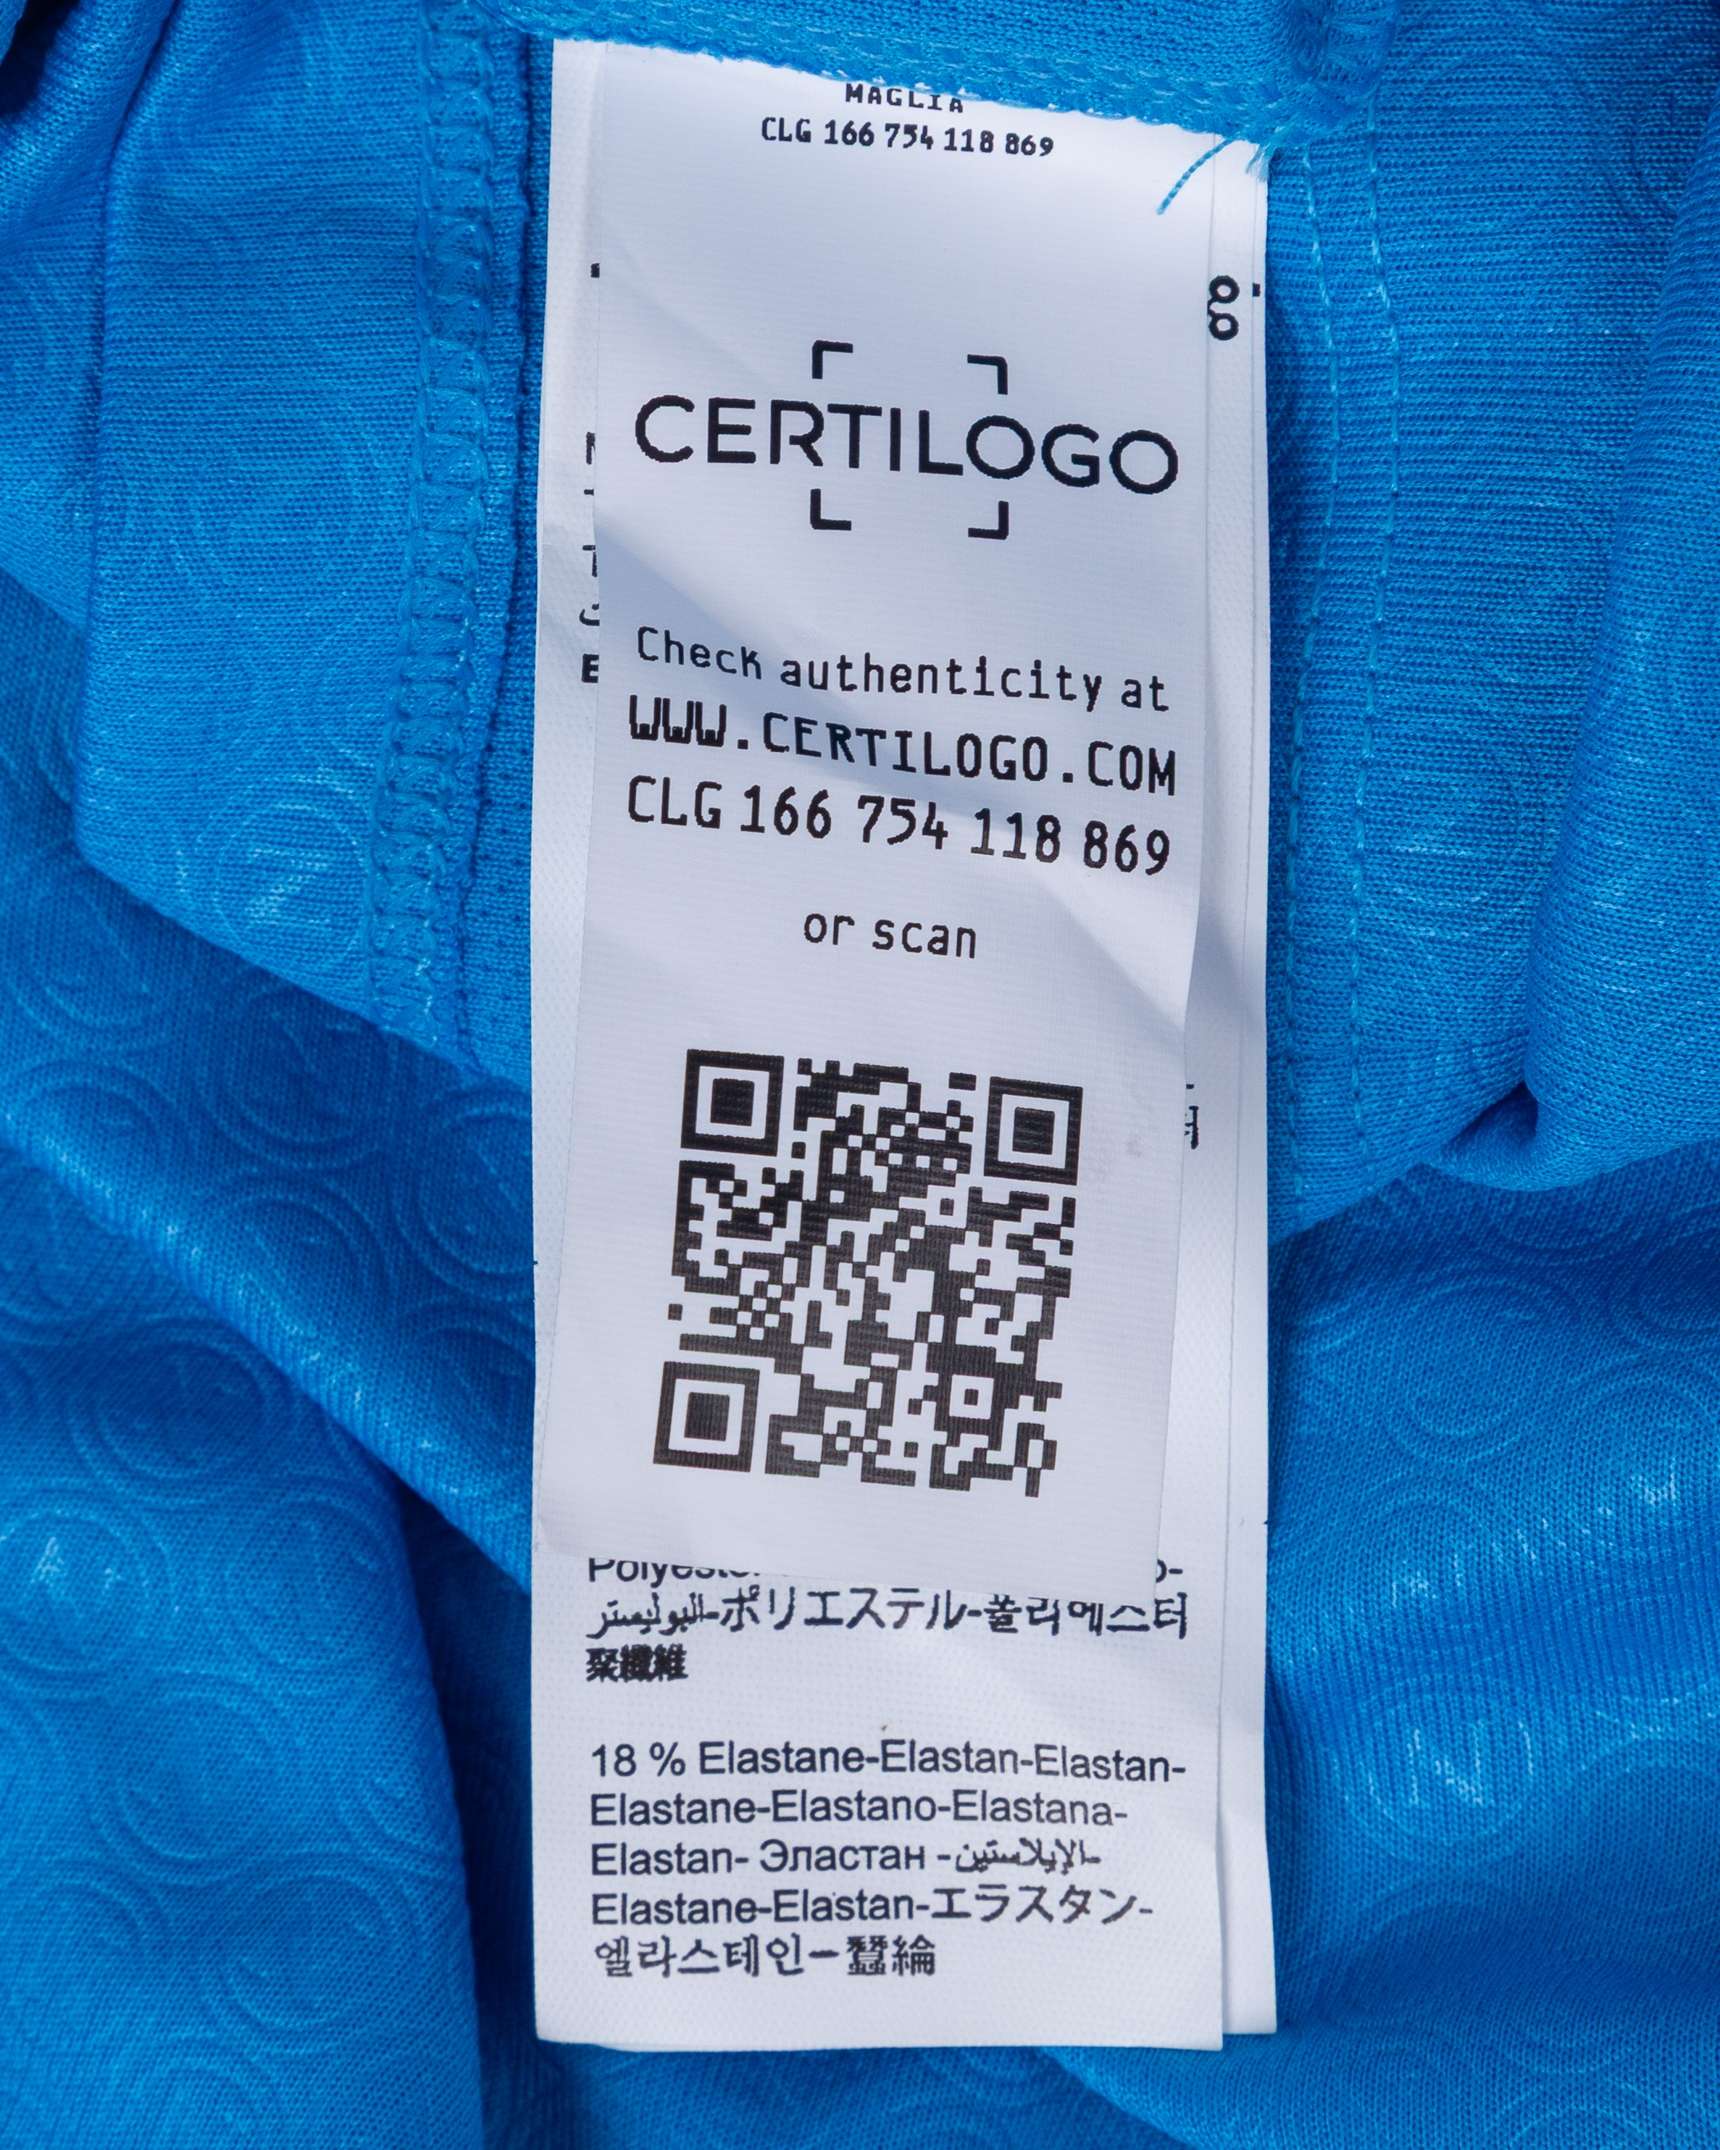 MAGLIA
CLG 166 754 118 869
CERTILOGO
Check authenticity at
WWW.CERTILOGO.COM
CLG 166 754 118 869
or scan
البوليستر-ポリエステル-폴리에스터
聚纖維
18 % Elastane-Elastan-Elastan-
Elastane-Elastano-Elastana-
Elastan- Эластан -الإيلاستين-
Elastane-Elastan-エラスタン-
엘라스테인-蠶綸